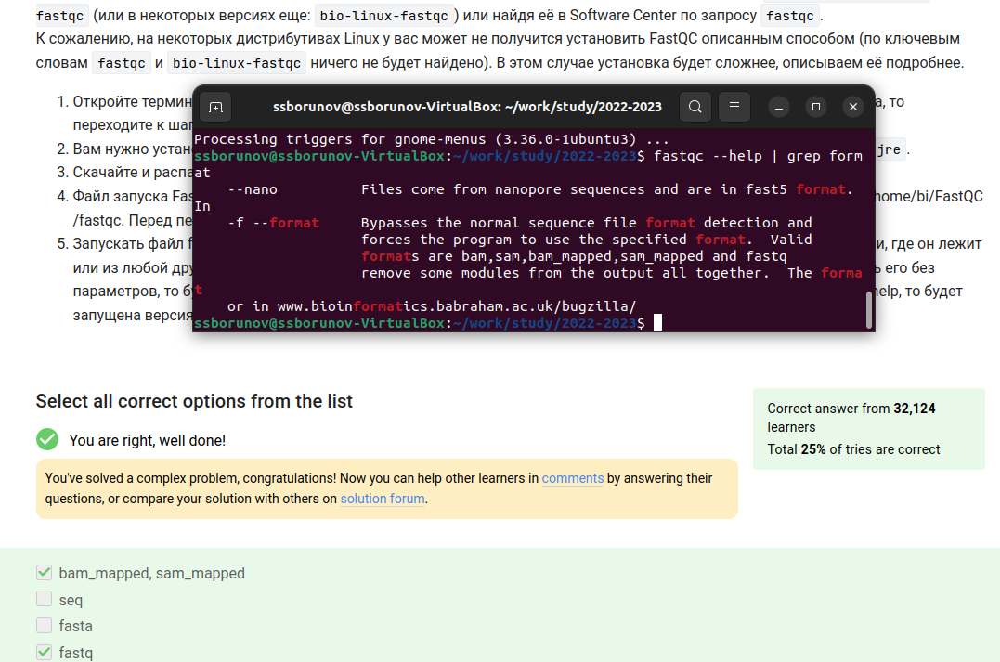 fastqc (или в некоторых версиях еще: bio-linux-fastqc ) или найдя её в Software Center по запросу fastqc .
К сожалению, на некоторых дистрибутивах Linux у вас может не получится установить FastQC описанным способом (по ключевым
словам fastqc и bio-linux-fastqc ничего не будет найдено). В этом случае установка будет сложнее, описываем её подробнее.
1. Откройте термин
а, то
переходите к шаг
2. Вам нужно устан
jre .
3. Скачайте и распа
4. Файл запуска Fas
home/bi/FastQC
/fastqc. Перед пе
5. Запускать файл f
и, где он лежит
или из любой дру
ь его без
параметров, то бу
help, то будет
запущена версия
ssborunov@ssborunov-VirtualBox: ~/work/study/2022-2023
Processing triggers for gnome-menus (3.36.0-1ubuntu3) ...
ssborunov@ssborunov-VirtualBox:~/work/study/2022-2023$ fastqc --help | grep form
at
--nano Files come from nanopore sequences and are in fast5 format.
In
-f --format Bypasses the normal sequence file format detection and
forces the program to use the specified format. Valid
formats are bam,sam,bam_mapped,sam_mapped and fastq
remove some modules from the output all together. The forma
t
or in www.bioinformatics.babraham.ac.uk/bugzilla/
ssborunov@ssborunov-VirtualBox:~/work/study/2022-2023$
Select all correct options from the list
You are right, well done!
You've solved a complex problem, congratulations! Now you can help other learners in comments by answering their
questions, or compare your solution with others on solution forum.
Correct answer from 32,124
learners
Total 25% of tries are correct
bam_mapped, sam_mapped
seq
fasta
fastq